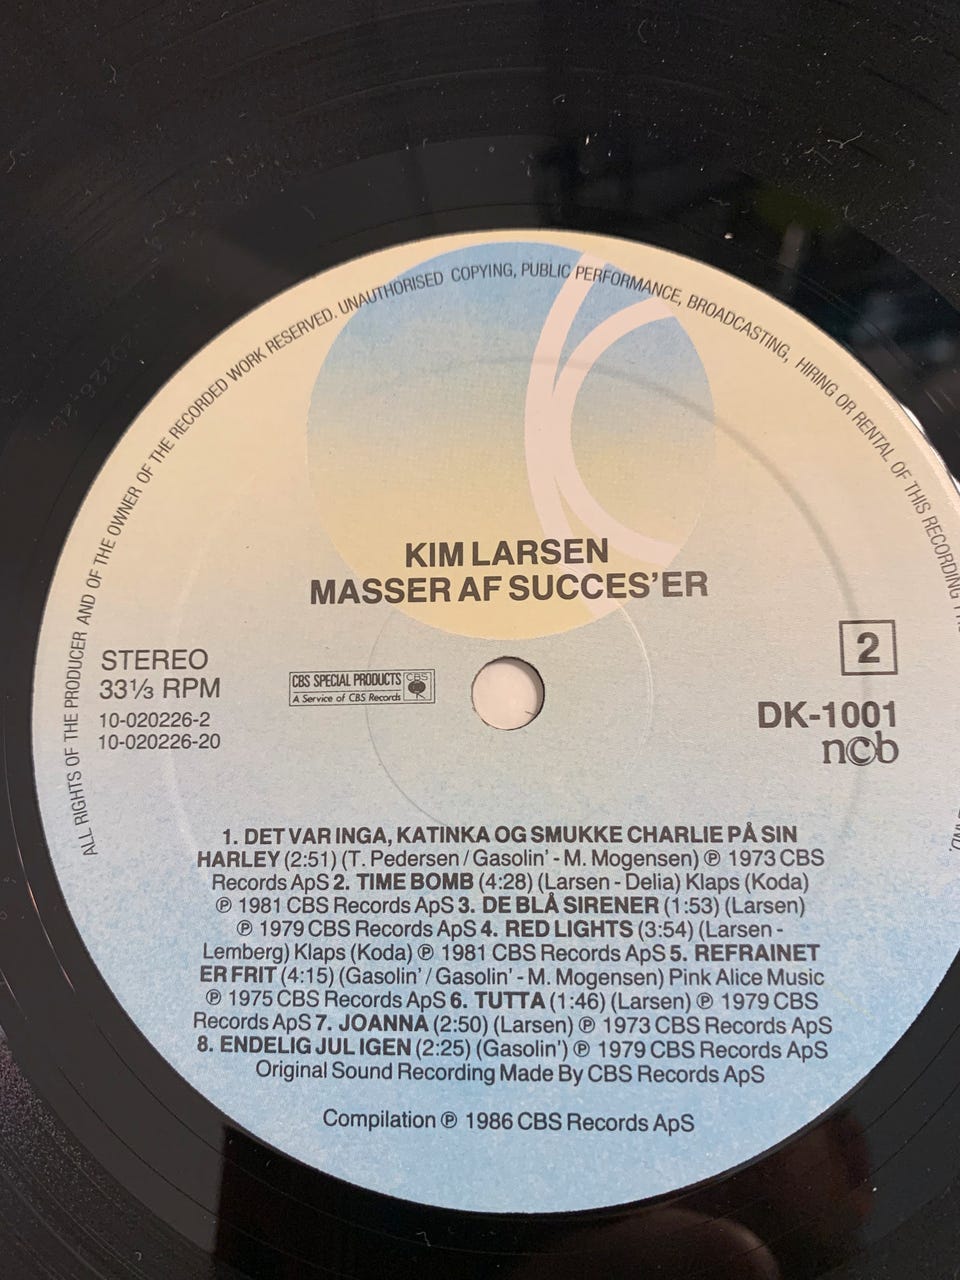 ALL RIGHTS OF THE PRODUCER AND OF THE OWNER OF THE RECORDED WORK RESERVED. UNAUTHORISED COPYING, PUBLIC PERFORMANCE, BROADCASTING, HIRING OR RENTAL OF THIS RECORDING
KIM LARSEN
MASSER AF SUCCES'ER
STEREO
33⅓ RPM
10-020226-2
10-020226-20
CBS SPECIAL PRODUCTS
A Service of CBS Records
CBS
2
DK-1001
ncb
1. DET VAR INGA, KATINKA OG SMUKKE CHARLIE PÅ SIN
HARLEY (2:51) (T. Pedersen / Gasolin' - M. Mogensen) ℗ 1973 CBS
Records ApS 2. TIME BOMB (4:28) (Larsen - Delia) Klaps (Koda)
℗ 1981 CBS Records ApS 3. DE BLÅ SIRENER (1:53) (Larsen)
℗ 1979 CBS Records ApS 4. RED LIGHTS (3:54) (Larsen -
Lemberg) Klaps (Koda) ℗ 1981 CBS Records ApS 5. REFRAINET
ER FRIT (4:15) (Gasolin' / Gasolin' - M. Mogensen) Pink Alice Music
℗ 1975 CBS Records ApS 6. TUTTA (1:46) (Larsen) ℗ 1979 CBS
Records ApS 7. JOANNA (2:50) (Larsen) ℗ 1973 CBS Records ApS
8. ENDELIG JUL IGEN (2:25) (Gasolin') ℗ 1979 CBS Records ApS
Original Sound Recording Made By CBS Records ApS
Compilation ℗ 1986 CBS Records ApS